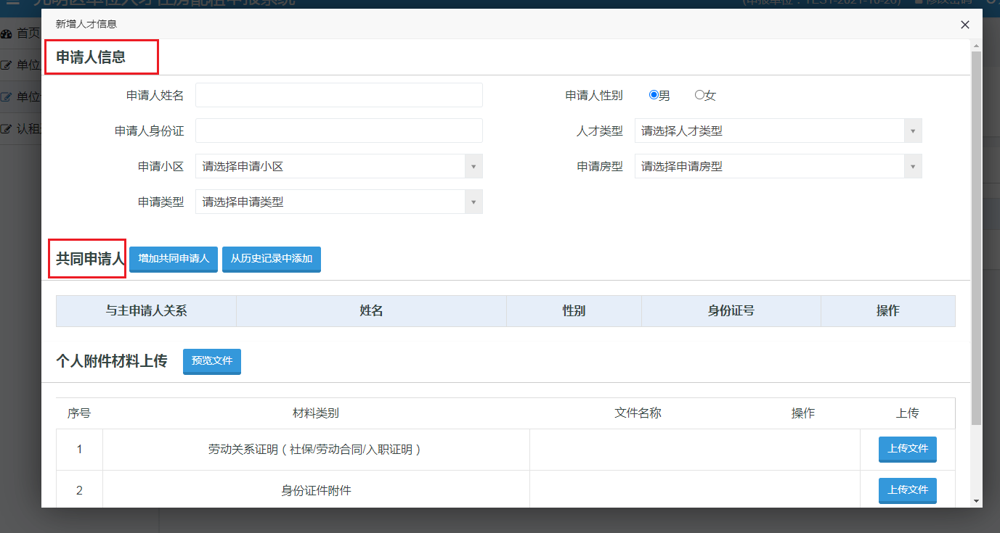 新增人才信息
首页
单位
单位
认租
申请人信息
申请人姓名
申请人性别 男 女
申请人身份证
人才类型 请选择人才类型
申请小区 请选择申请小区
申请房型 请选择申请房型
申请类型 请选择申请类型
共同申请人 增加共同申请人 从历史记录中添加
与主申请人关系 姓名 性别 身份证号 操作
个人附件材料上传 预览文件
序号 材料类别 文件名称 操作 上传
1 劳动关系证明（社保/劳动合同/入职证明） 上传文件
2 身份证件附件 上传文件